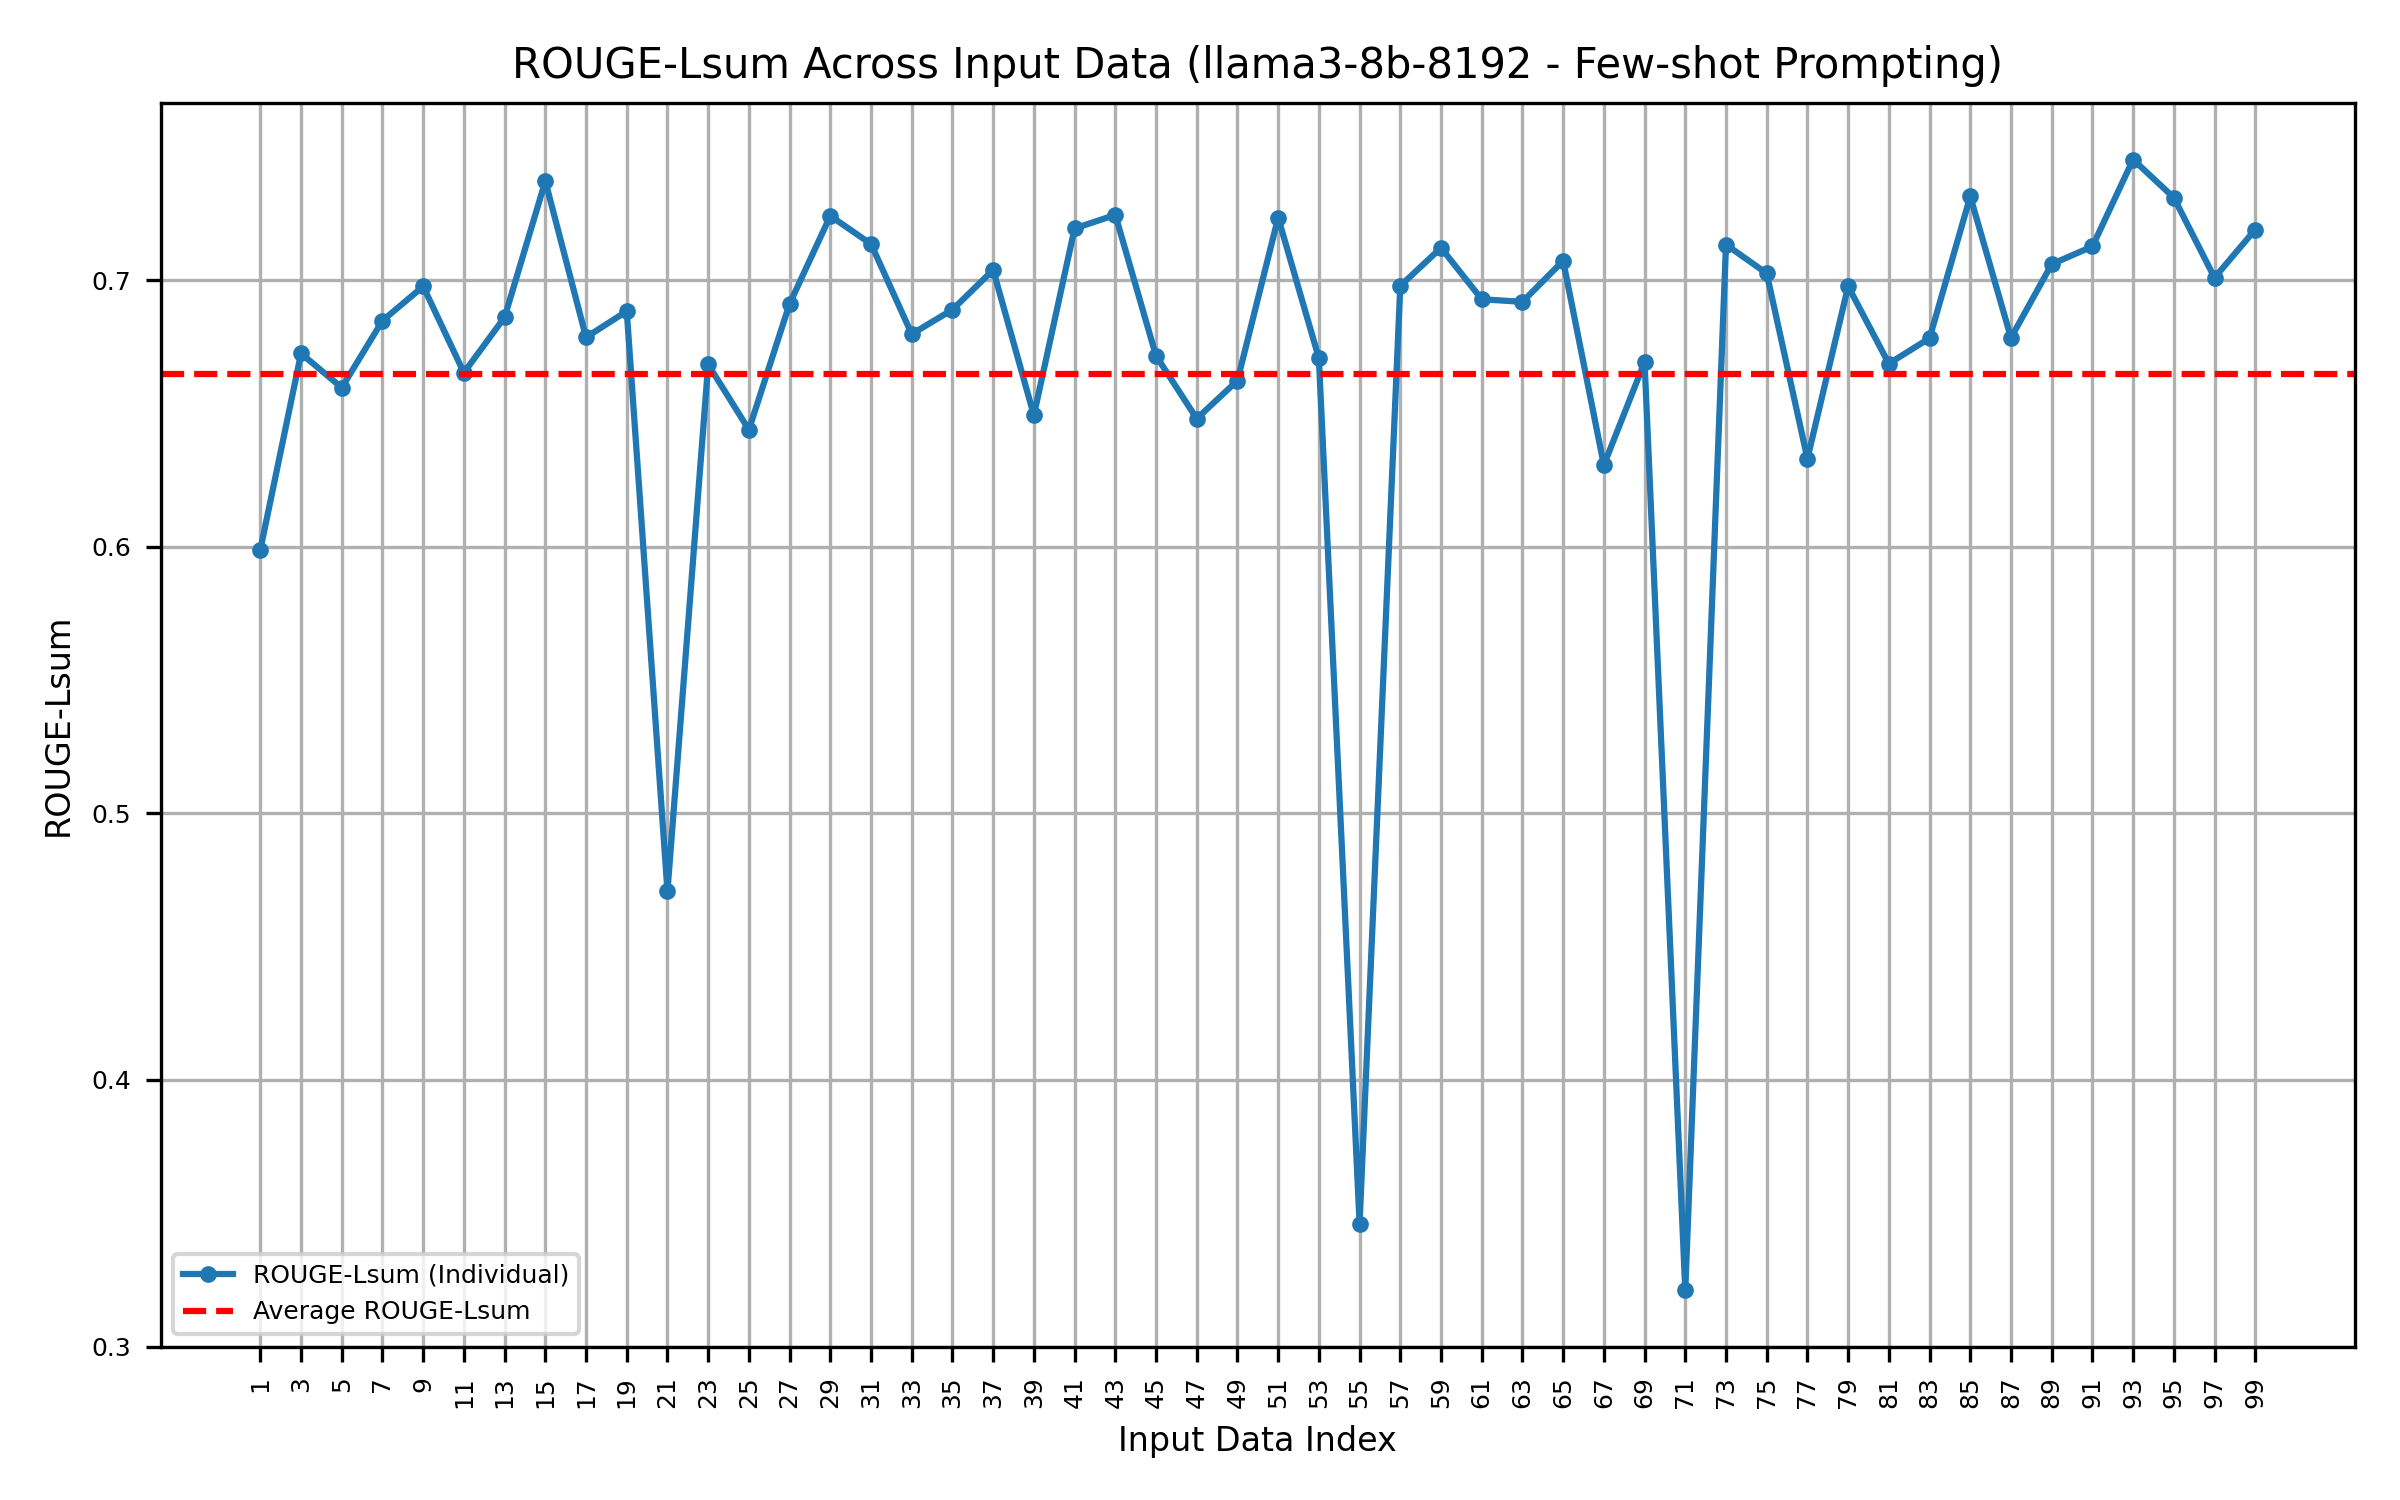 ROUGE-Lsum Across Input Data (llama3-8b-8192 - Few-shot Prompting)
ROUGE-Lsum
0.7
0.6
0.5
0.4
0.3
ROUGE-Lsum (Individual)
Average ROUGE-Lsum
1 3 5 7 9 11 13 15 17 19 21 23 25 27 29 31 33 35 37 39 41 43 45 47 49 51 53 55 57 59 61 63 65 67 69 71 73 75 77 79 81 83 85 87 89 91 93 95 97 99
Input Data Index